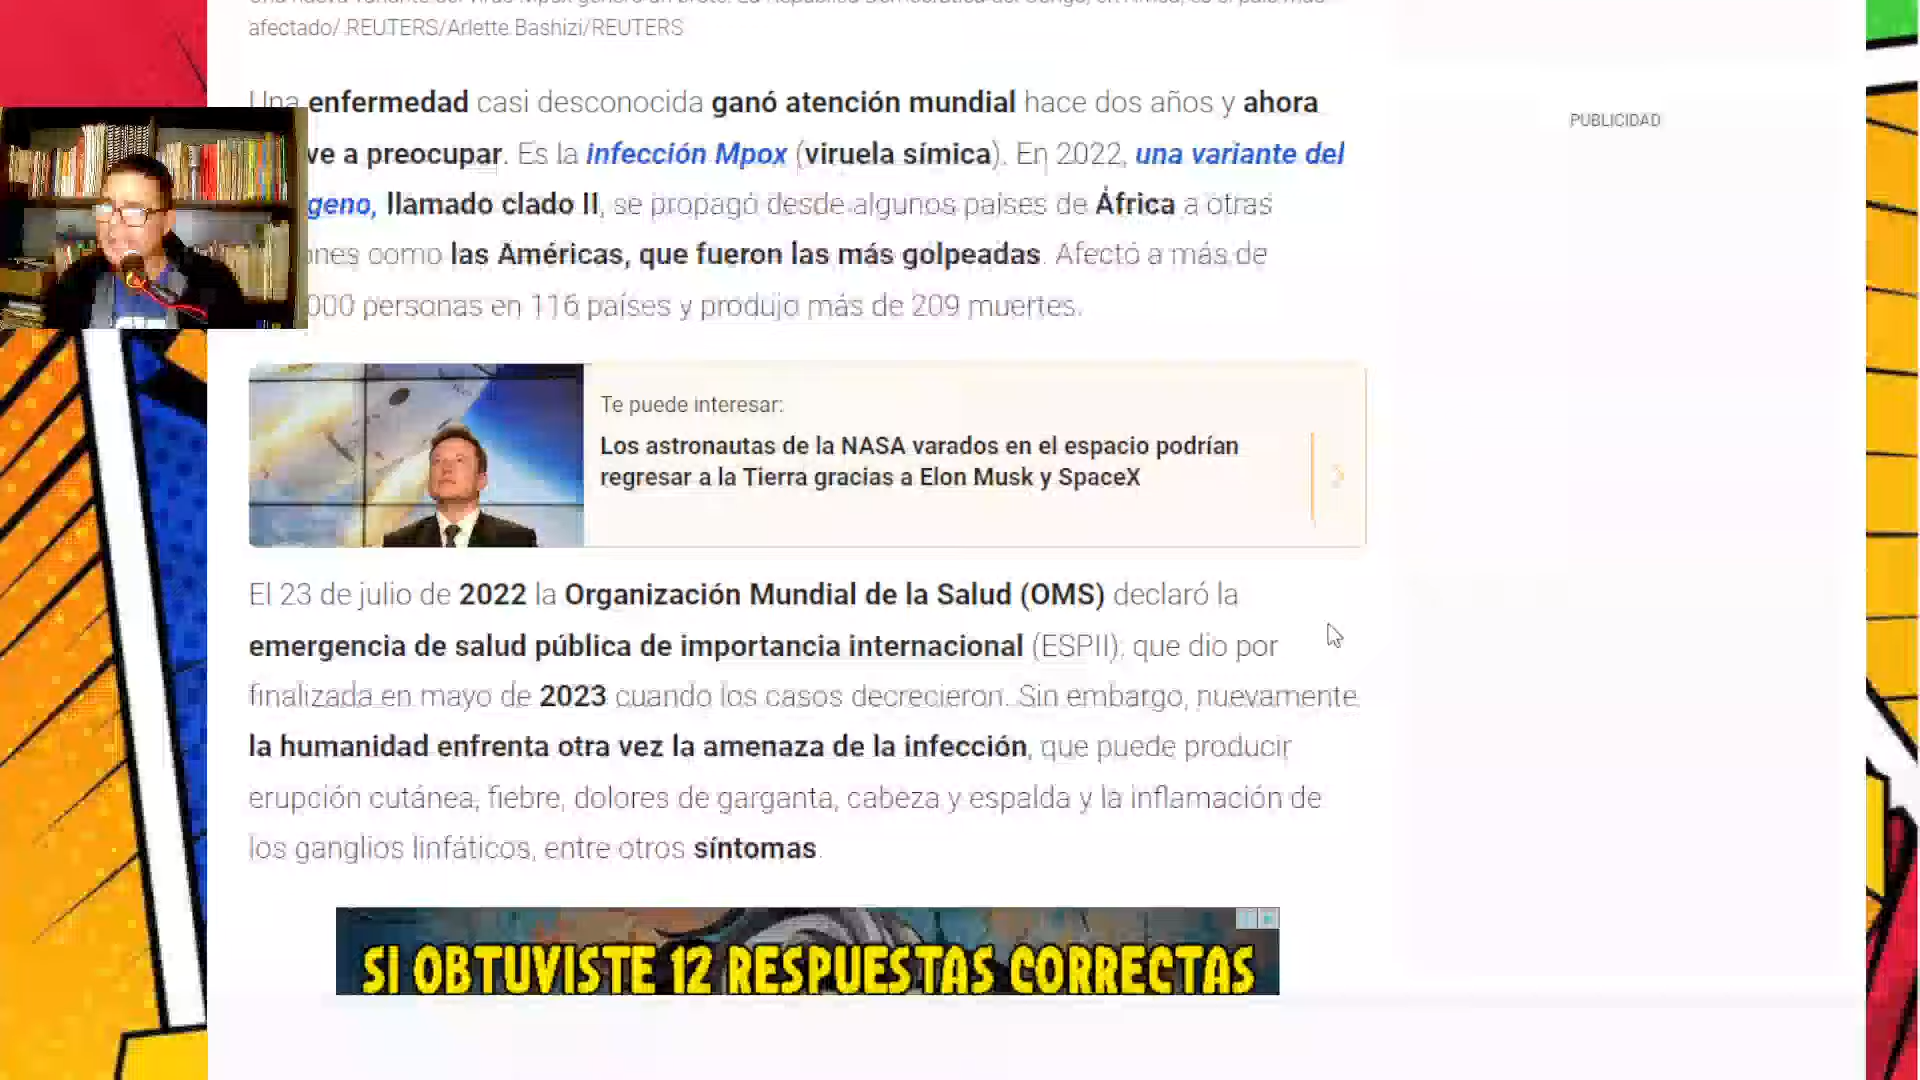 afectado/ REUTERS/Arlette Bashizi/REUTERS
Una enfermedad casi desconocida ganó atención mundial hace dos años y ahora
ve a preocupar. Es la infección Mpox (viruela símica). En 2022, una variante del
geno, llamado clado II, se propagó desde algunos países de África a otras
nes como las Américas, que fueron las más golpeadas. Afectó a más de
000 personas en 116 países y produjo más de 209 muertes.
PUBLICIDAD
Te puede interesar:
Los astronautas de la NASA varados en el espacio podrían
regresar a la Tierra gracias a Elon Musk y SpaceX
El 23 de julio de 2022 la Organización Mundial de la Salud (OMS) declaró la
emergencia de salud pública de importancia internacional (ESPII), que dio por
finalizada en mayo de 2023 cuando los casos decrecieron. Sin embargo, nuevamente
la humanidad enfrenta otra vez la amenaza de la infección, que puede producir
erupción cutánea, fiebre, dolores de garganta, cabeza y espalda y la inflamación de
los ganglios linfáticos, entre otros síntomas.
SI OBTUVISTE 12 RESPUESTAS CORRECTAS